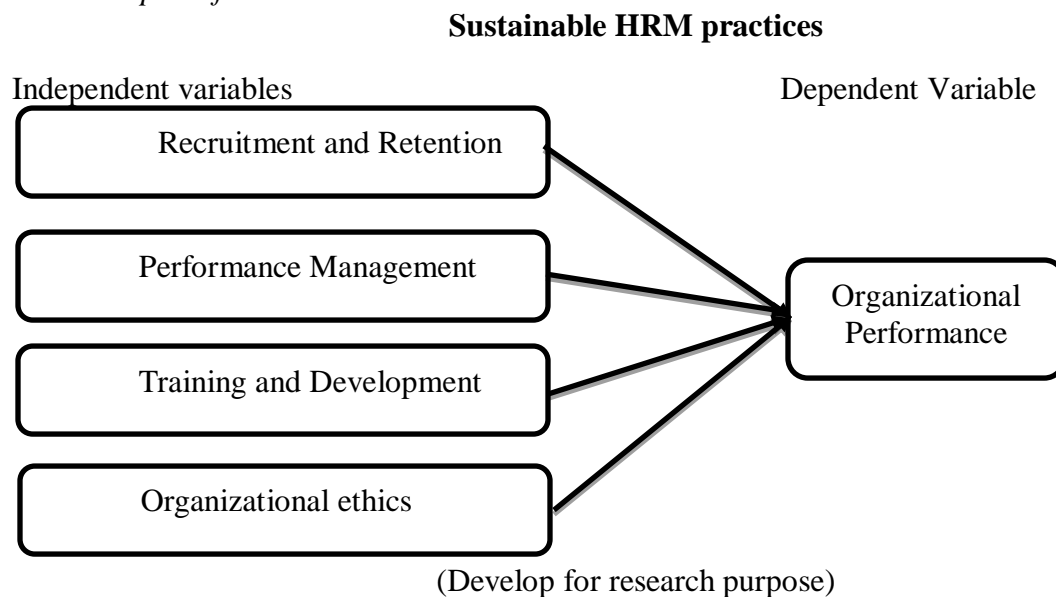 Sustainable HRM practices
Independent variables
Dependent Variable
Recruitment and Retention
Performance Management
Training and Development
Organizational ethics
Organizational
Performance
(Develop for research purpose)